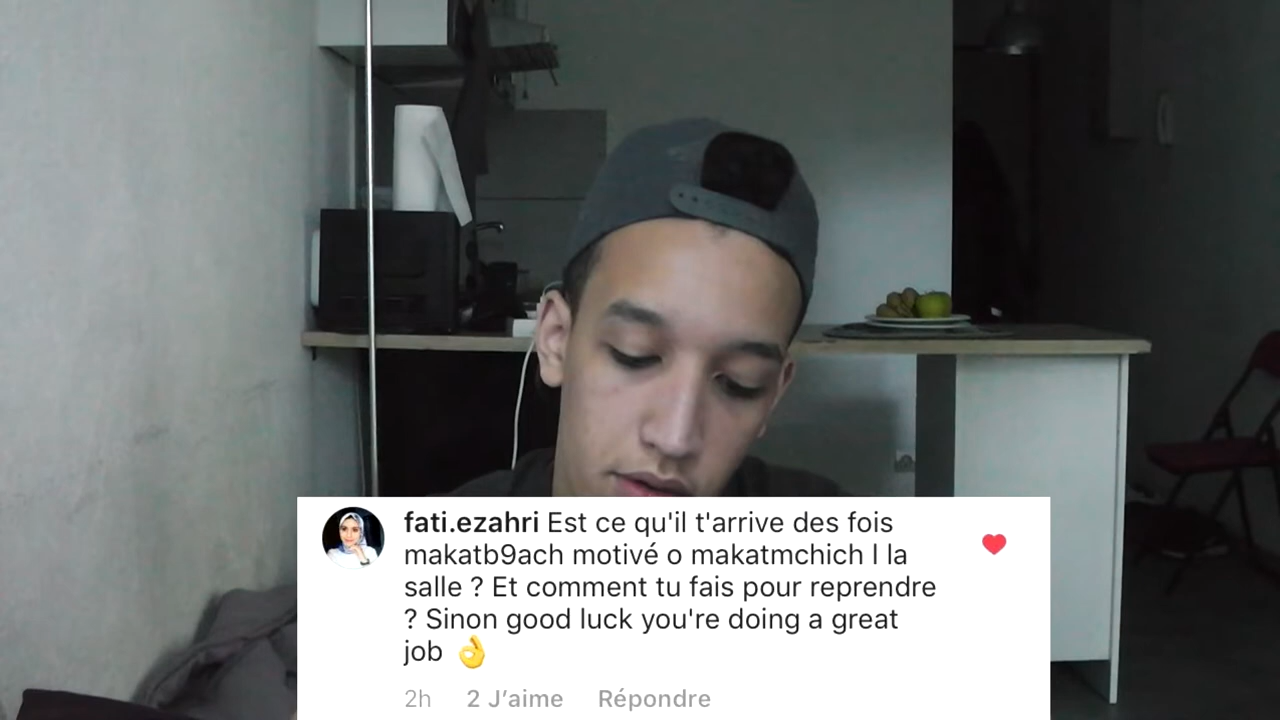 fati.ezahri Est ce qu'il t'arrive des fois
makatb9ach motivé o makatmchich l la
salle ? Et comment tu fais pour reprendre
? Sinon good luck you're doing a great
job 👌
2h 2 J'aime Répondre